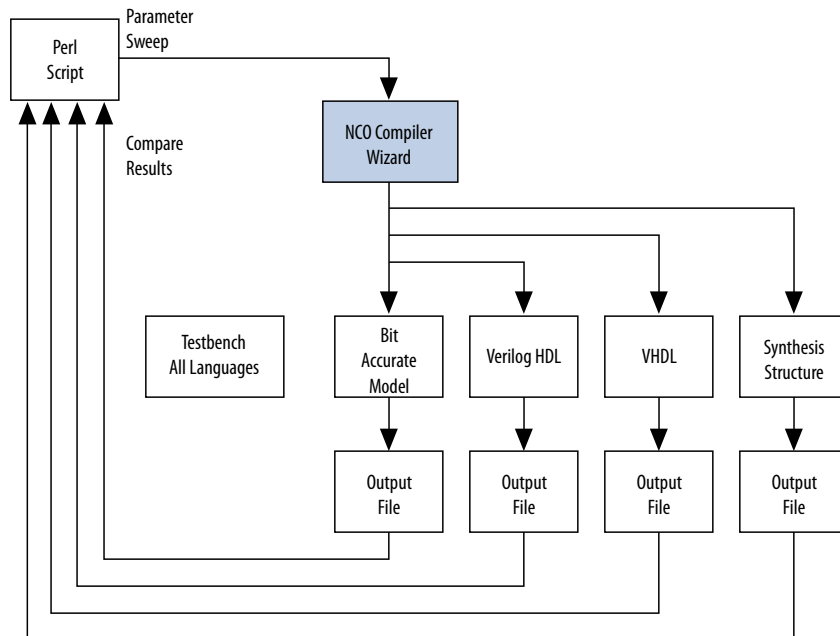 Parameter
Sweep
Perl
Script
NCO Compiler
Wizard
Compare
Results
Testbench
All Languages
Bit
Accurate
Model
Verilog HDL
VHDL
Synthesis
Structure
Output
File
Output
File
Output
File
Output
File